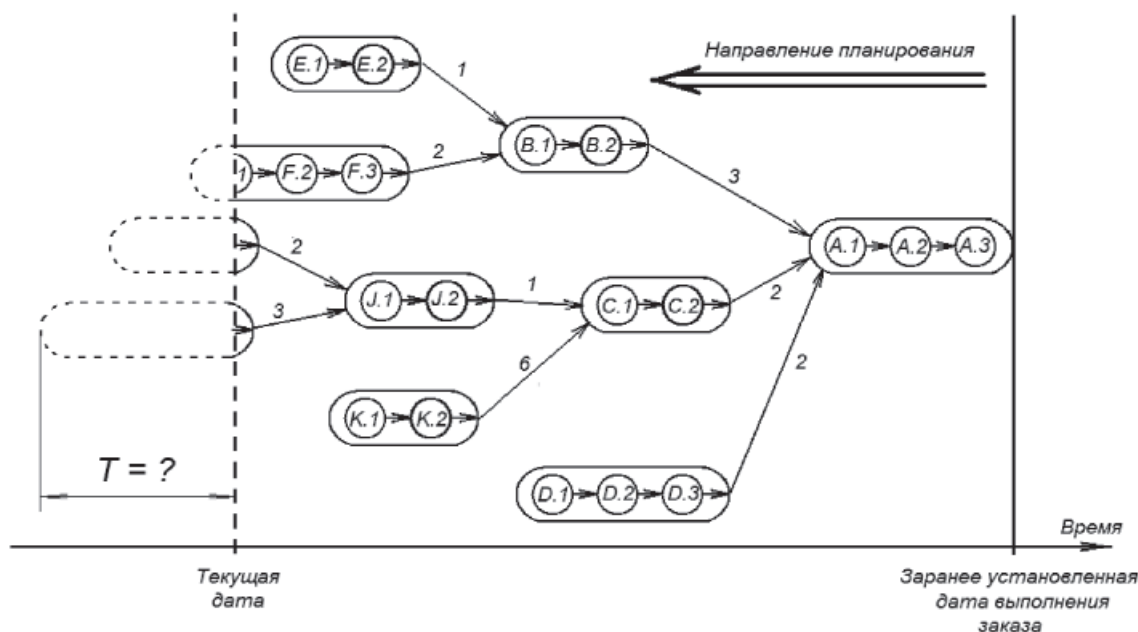 Направление планирования
E.1 E.2
1
B.1 B.2
2
1 F.2 F.3
3
2
A.1 A.2 A.3
J.1 J.2
1
C.1 C.2
2
3
6
2
K.1 K.2
T = ?
D.1 D.2 D.3
Время
Текущая
дата
Заранее установленная
дата выполнения
заказа